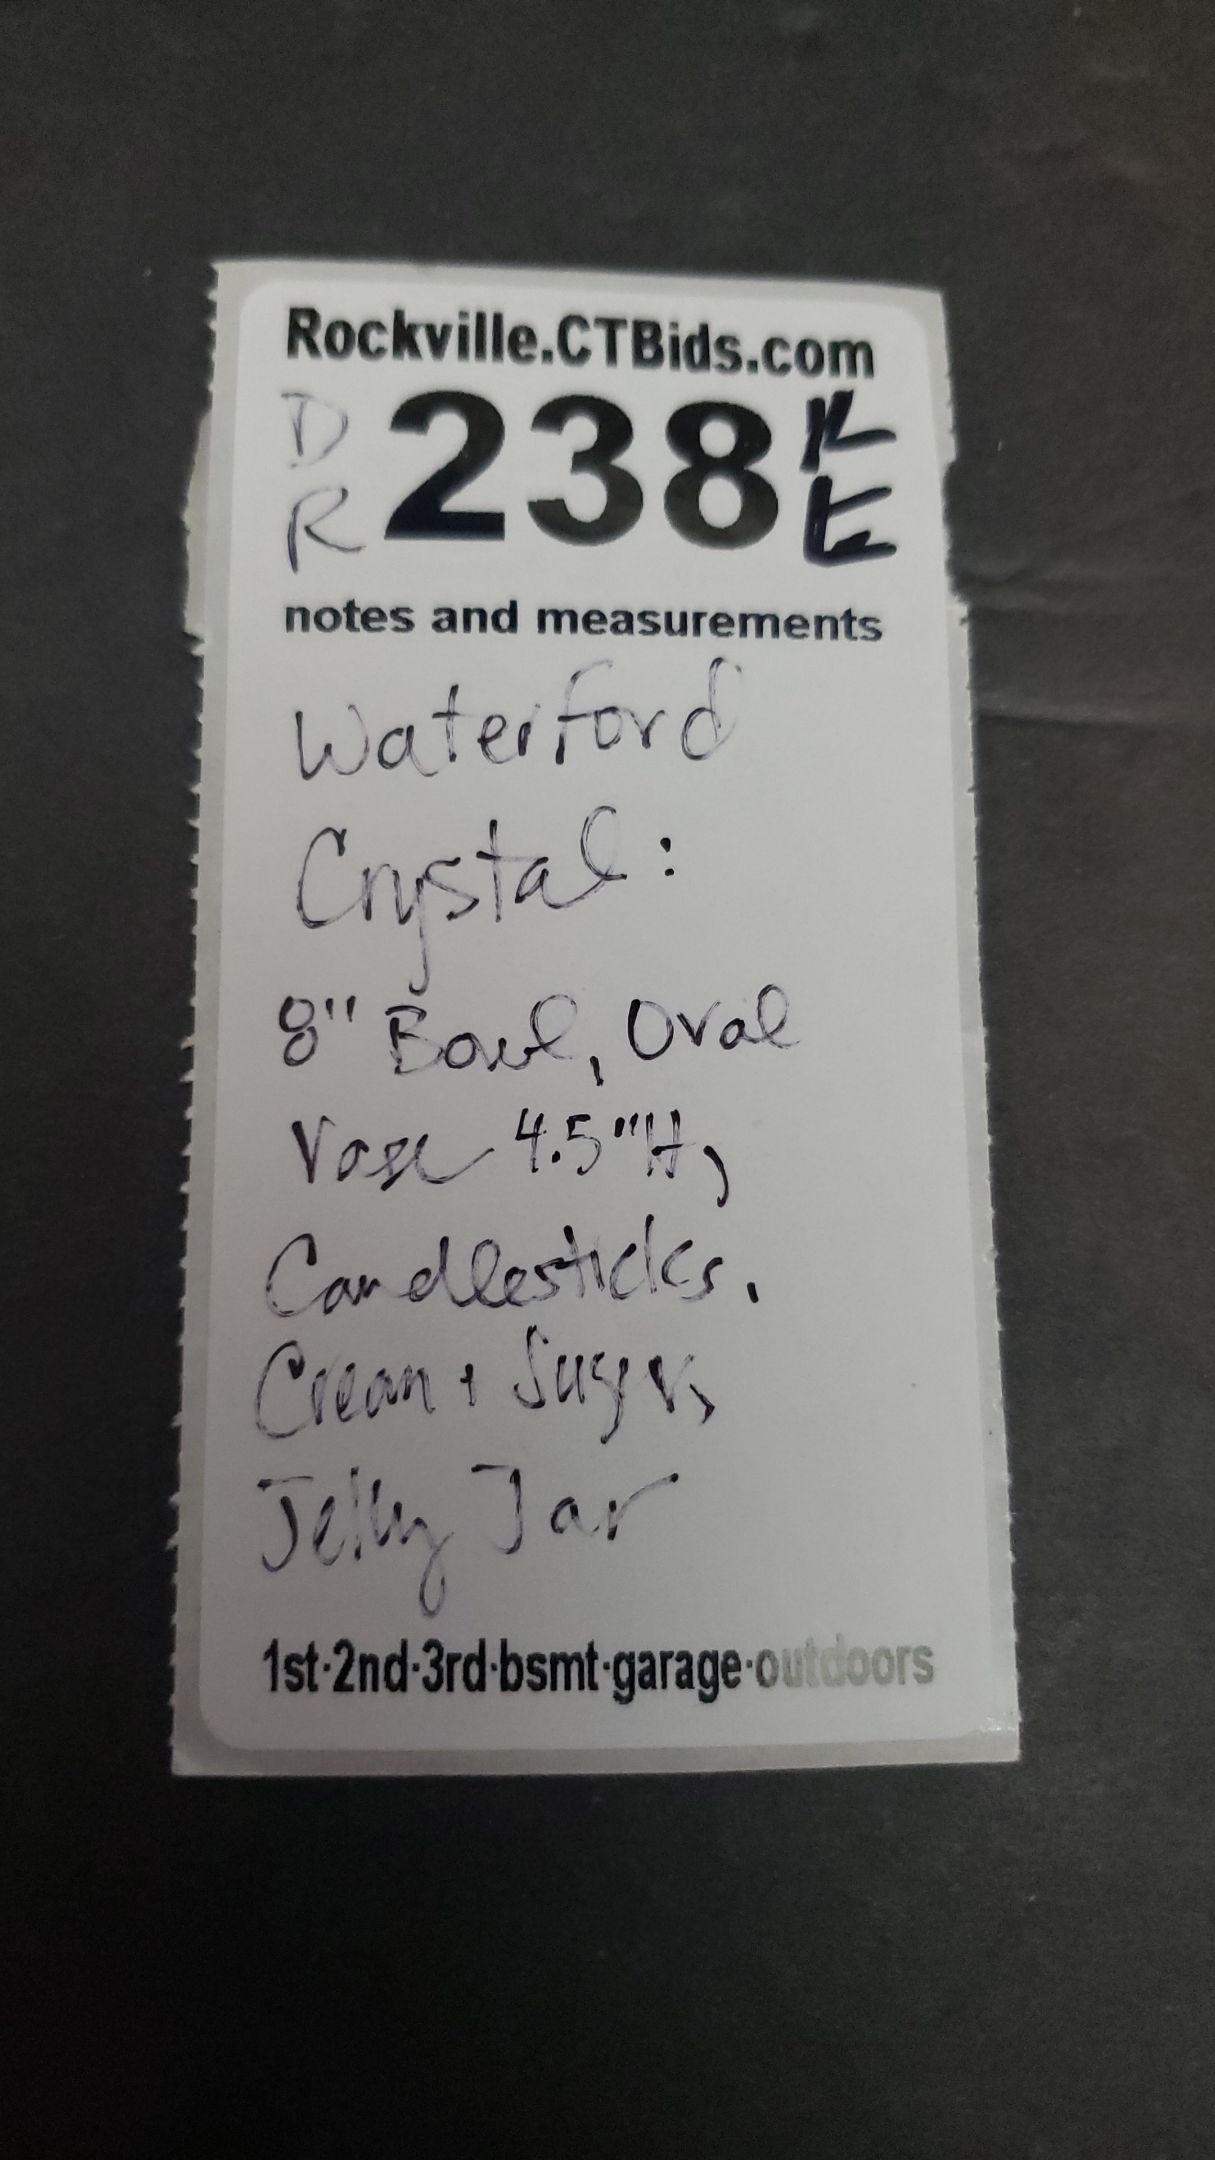 Rockville.CTBids.com
D 238 K
R E
notes and measurements
Waterford
Crystal:
8" Bowl, Oval
Vase 4.5"H,
Candlesticks,
Cream + Sugar,
Jelly Jar
1st·2nd·3rd·bsmt·garage·outdoors